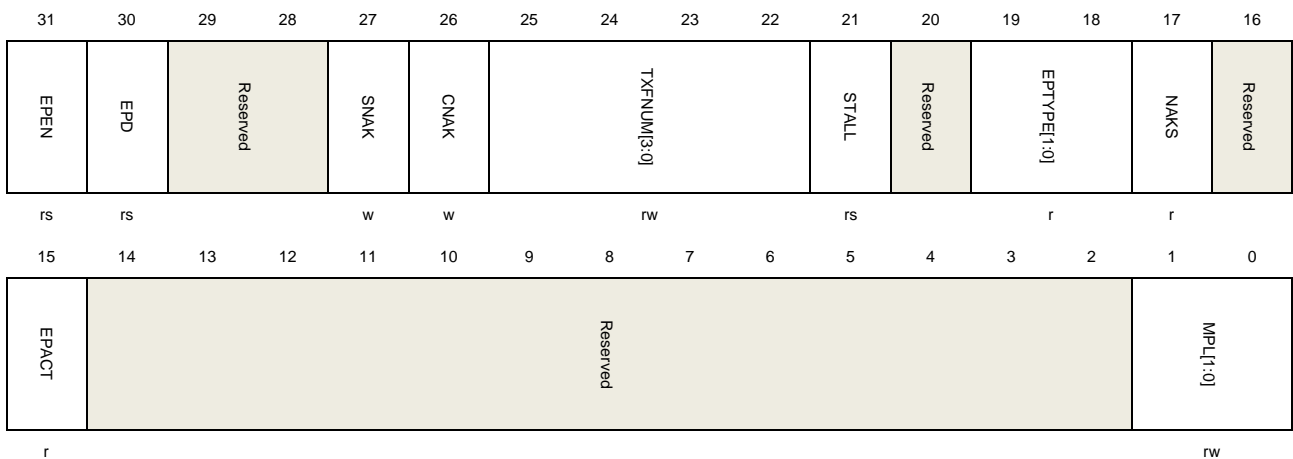 31 30 29 28 27 26 25 24 23 22 21 20 19 18 17 16
EPEN EPD Reserved SNAK CNAK TXFNUM[3:0] STALL Reserved EPTYPE[1:0] NAKS Reserved
rs rs w w rw rs r r
15 14 13 12 11 10 9 8 7 6 5 4 3 2 1 0
EPACT Reserved MPL[1:0]
r rw